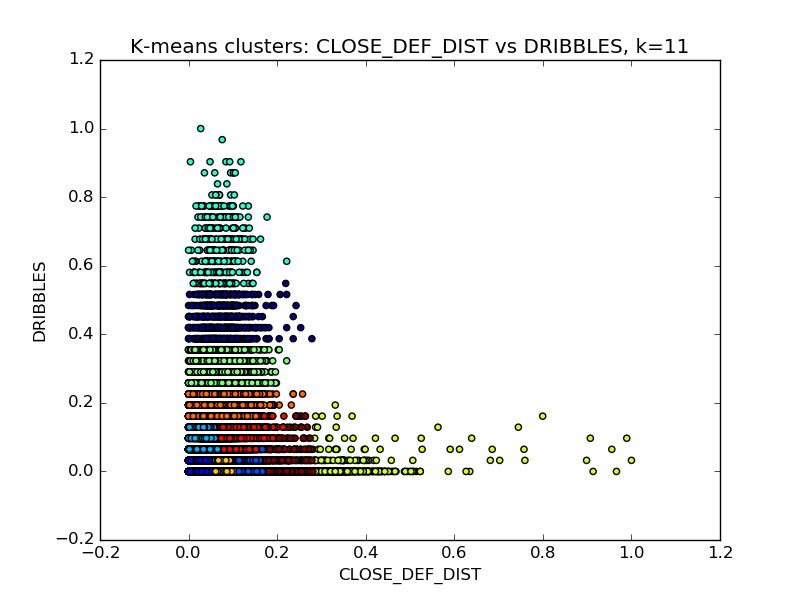 K-means clusters: CLOSE_DEF_DIST vs DRIBBLES, k=11
1.2
1.0
0.8
0.6
0.4
0.2
0.0
−0.2
DRIBBLES
−0.2 0.0 0.2 0.4 0.6 0.8 1.0 1.2
CLOSE_DEF_DIST